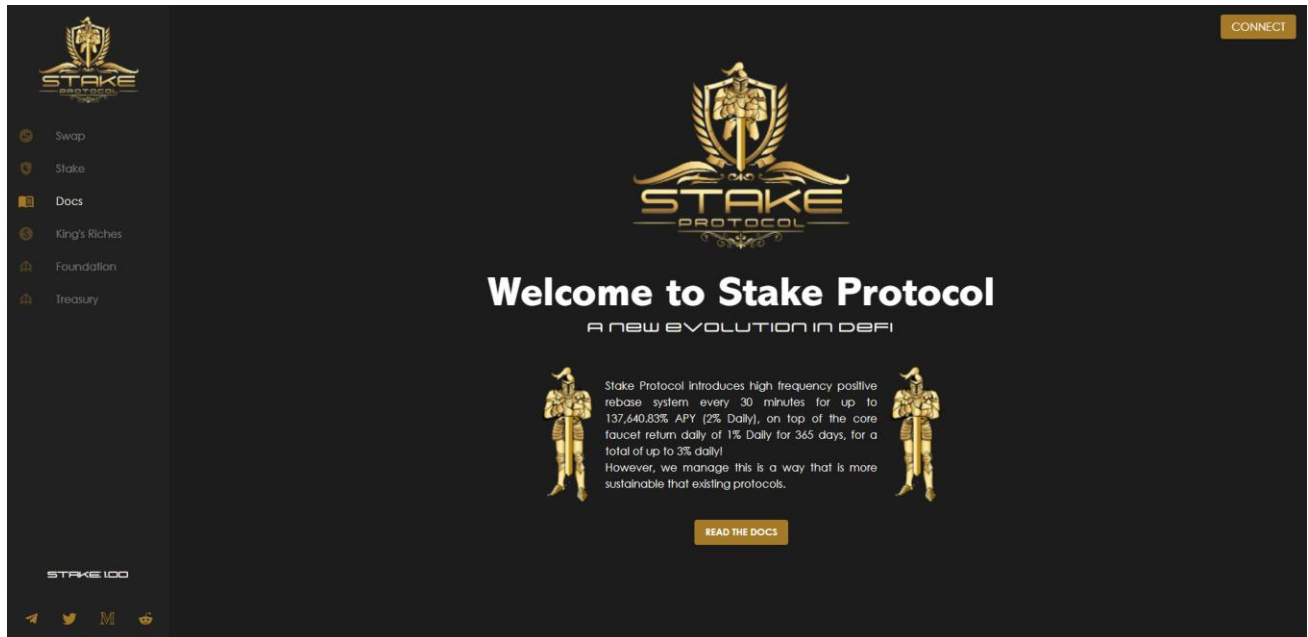 STAKE
PROTOCOL
Swap
Stake
Docs
King's Riches
Foundation
Treasury
STAKE 1.00
CONNECT
STAKE
PROTOCOL
Welcome to Stake Protocol
A NEW EVOLUTION IN DEFI
Stake Protocol introduces high frequency positive
rebase system every 30 minutes for up to
137,640.83% APY (2% Daily), on top of the core
faucet return daily of 1% Daily for 365 days, for a
total of up to 3% daily!
However, we manage this is a way that is more
sustainable that existing protocols.
READ THE DOCS